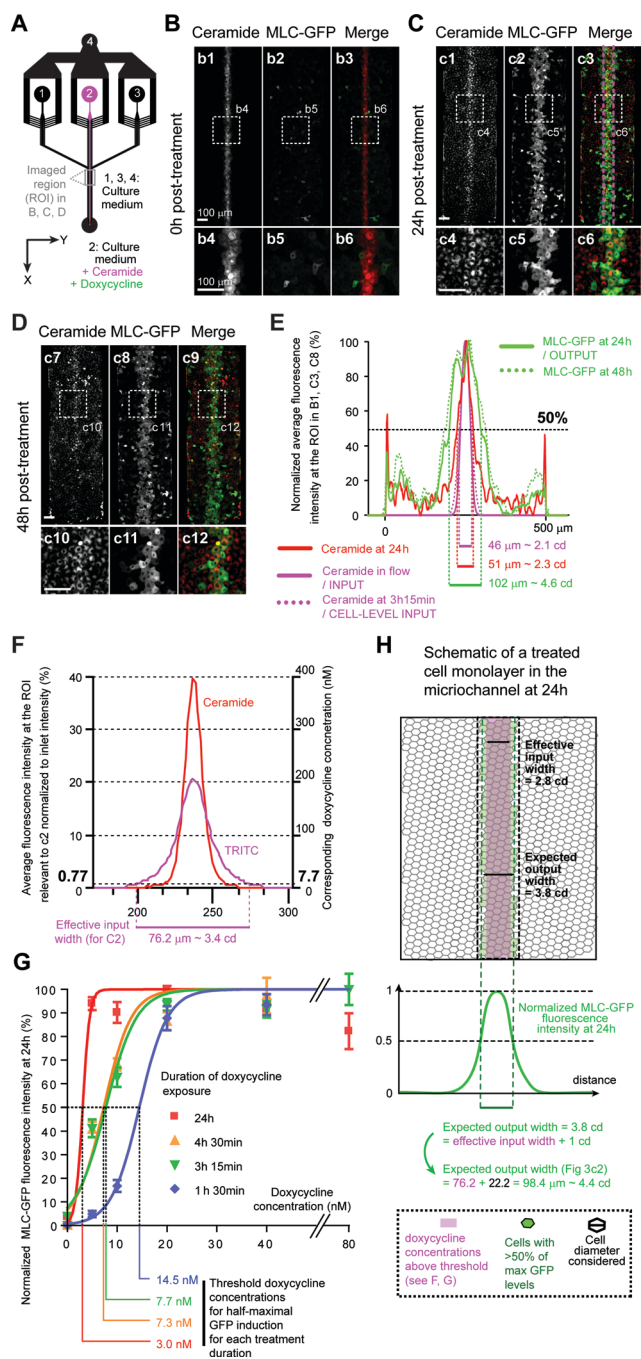 A
4
1
2
3
Imaged
region
(ROI) in
B, C, D
1, 3, 4:
Culture
medium
Y
X
2: Culture
medium
+ Ceramide
+ Doxycycline
B
Ceramide MLC-GFP Merge
0h post-treatment
b1
b2
b3
b4
b5
b6
100 µm
b4
b5
b6
100 µm
C
Ceramide MLC-GFP Merge
24h post-treatment
c1
c2
c3
c4
c5
c6
c4
c5
c6
D
Ceramide MLC-GFP Merge
48h post-treatment
c7
c8
c9
c10
c11
c12
c10
c11
c12
E
Normalized average fluorescence
intensity at the ROI in B1, C3, C8 (%)
100
80
60
40
20
0
MLC-GFP at 24h
/ OUTPUT
MLC-GFP at 48h
50%
0
500 µm
Ceramide at 24h
Ceramide in flow
/ INPUT
Ceramide at 3h15min
/ CELL-LEVEL INPUT
46 µm ~ 2.1 cd
51 µm ~ 2.3 cd
102 µm ~ 4.6 cd
F
Average fluorescence intensity at the ROI
relevant to c2 normalized to inlet intensity (%)
40
30
20
10
0.77
0
Ceramide
TRITC
400
300
200
100
7.7
0
Corresponding doxycycline concnetration (nM)
200
250
300
Effective input
width (for C2)
76.2 µm ~ 3.4 cd
G
Normalized MLC-GFP fluorescence intensity at 24h (%)
100
90
80
70
60
50
40
30
20
10
0
Duration of doxycycline
exposure
24h
4h 30min
3h 15min
1 h 30min
Doxycycline
concentration (nM)
0
10
20
40
80
14.5 nM
7.7 nM
7.3 nM
3.0 nM
Threshold doxycycline
concentrations
for half-maximal
GFP induction
for each treatment
duration
H
Schematic of a treated
cell monolayer in the
micriochannel at 24h
Effective
input
width
= 2.8 cd
Expected
output
width
= 3.8 cd
1
0.5
Normalized MLC-GFP
fluorescence
intensity at 24h
distance
Expected output width = 3.8 cd
= effective input width + 1 cd
Expected output width (Fig 3c2)
= 76.2 + 22.2 = 98.4 µm ~ 4.4 cd
doxycycline
concentrations
above threshold
(see F, G)
Cells with
>50% of
max GFP
levels
Cell
diameter
considered